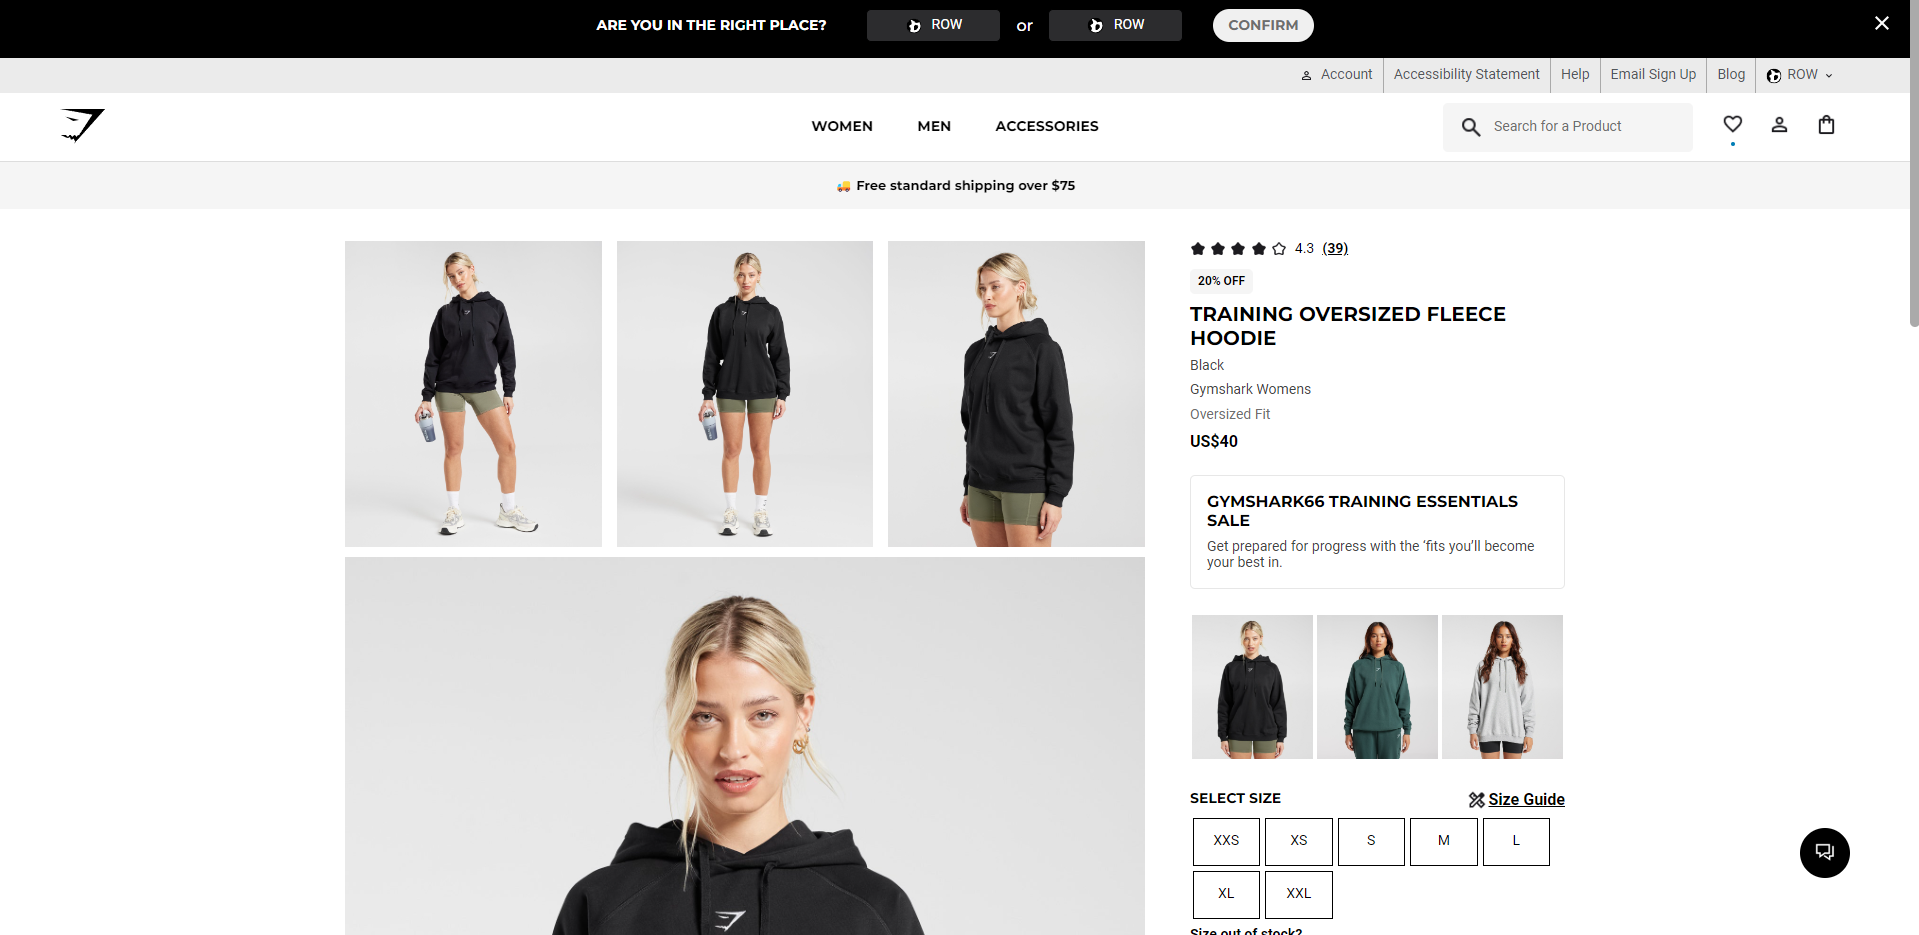 ARE YOU IN THE RIGHT PLACE?
ROW
or
ROW
CONFIRM
Account
Accessibility Statement
Help
Email Sign Up
Blog
ROW
WOMEN
MEN
ACCESSORIES
Search for a Product
Free standard shipping over $75
4.3 (39)
20% OFF
TRAINING OVERSIZED FLEECE
HOODIE
Black
Gymshark Womens
Oversized Fit
US$40
GYMSHARK66 TRAINING ESSENTIALS
SALE
Get prepared for progress with the ‘fits you’ll become
your best in.
SELECT SIZE
Size Guide
XXS
XS
S
M
L
XL
XXL
Size out of stock?